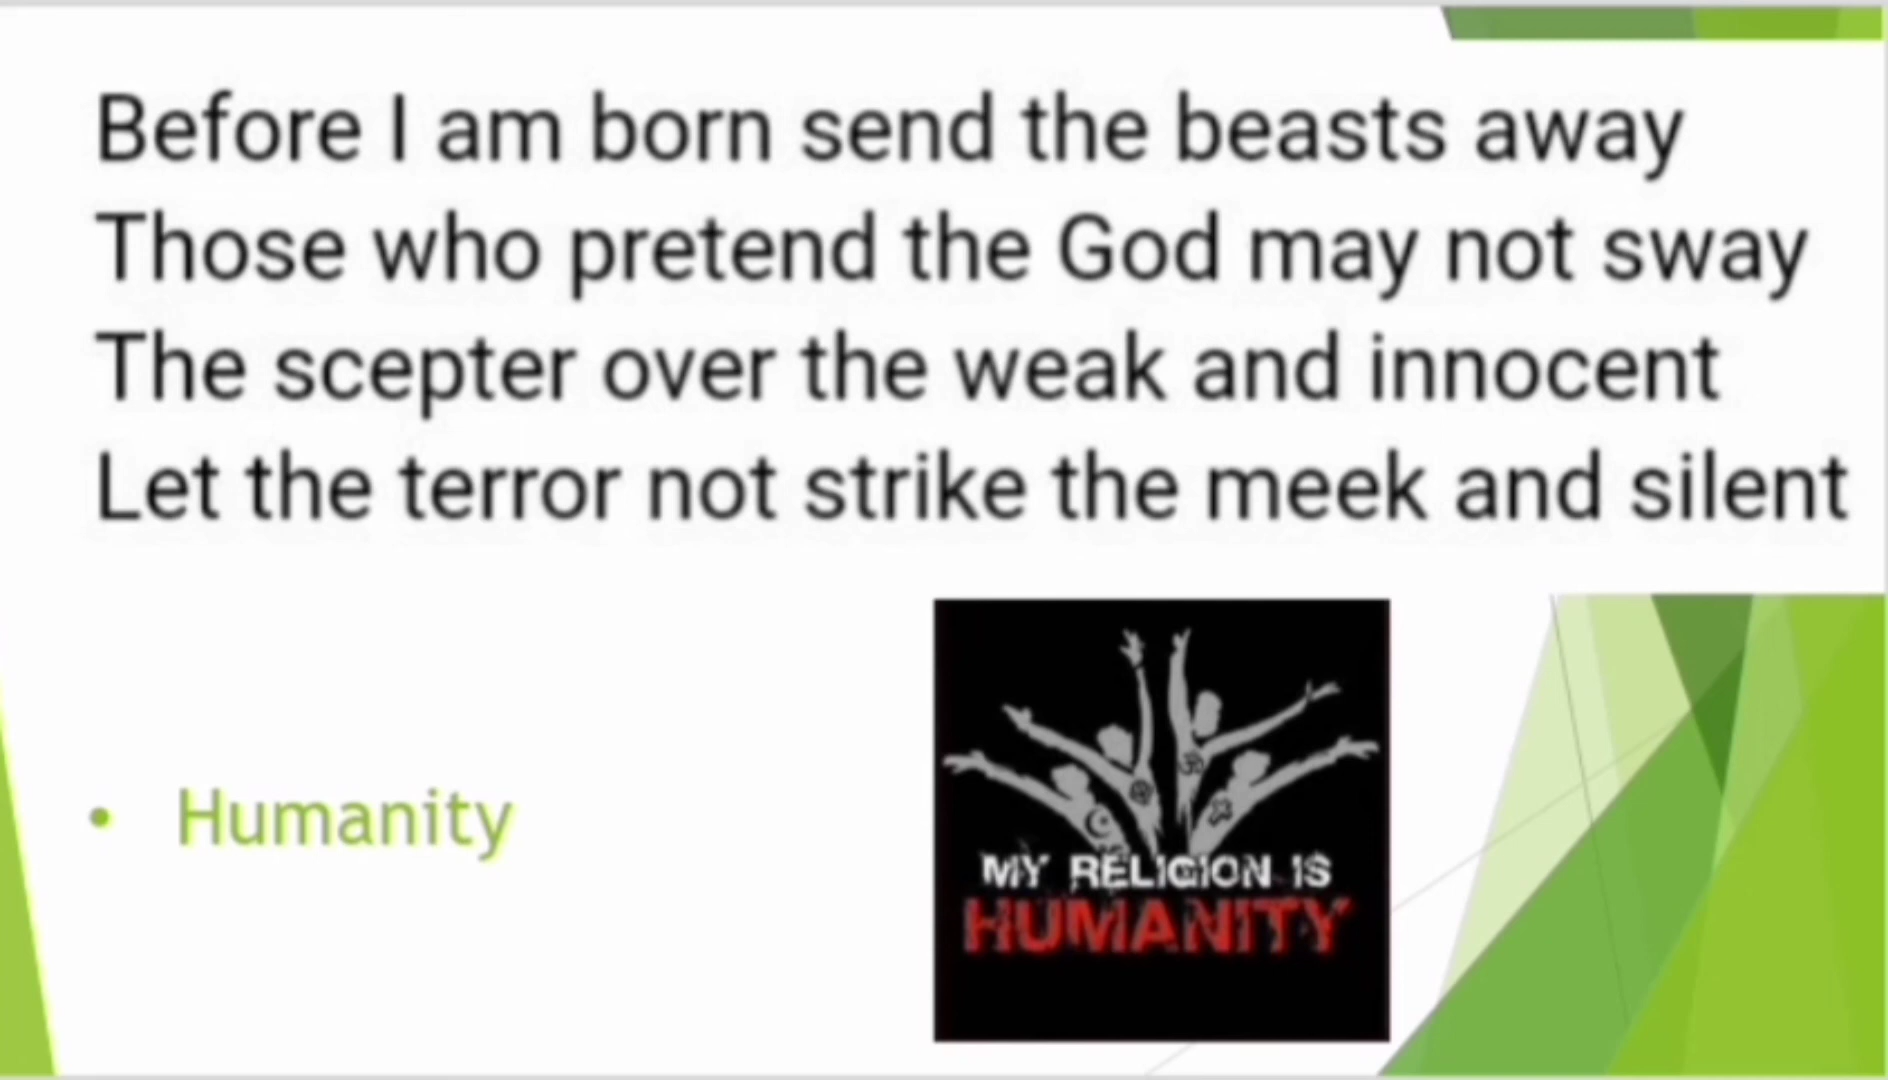 Before I am born send the beasts away
Those who pretend the God may not sway
The scepter over the weak and innocent
Let the terror not strike the meek and silent
• Humanity
MY RELIGION IS
HUMANITY